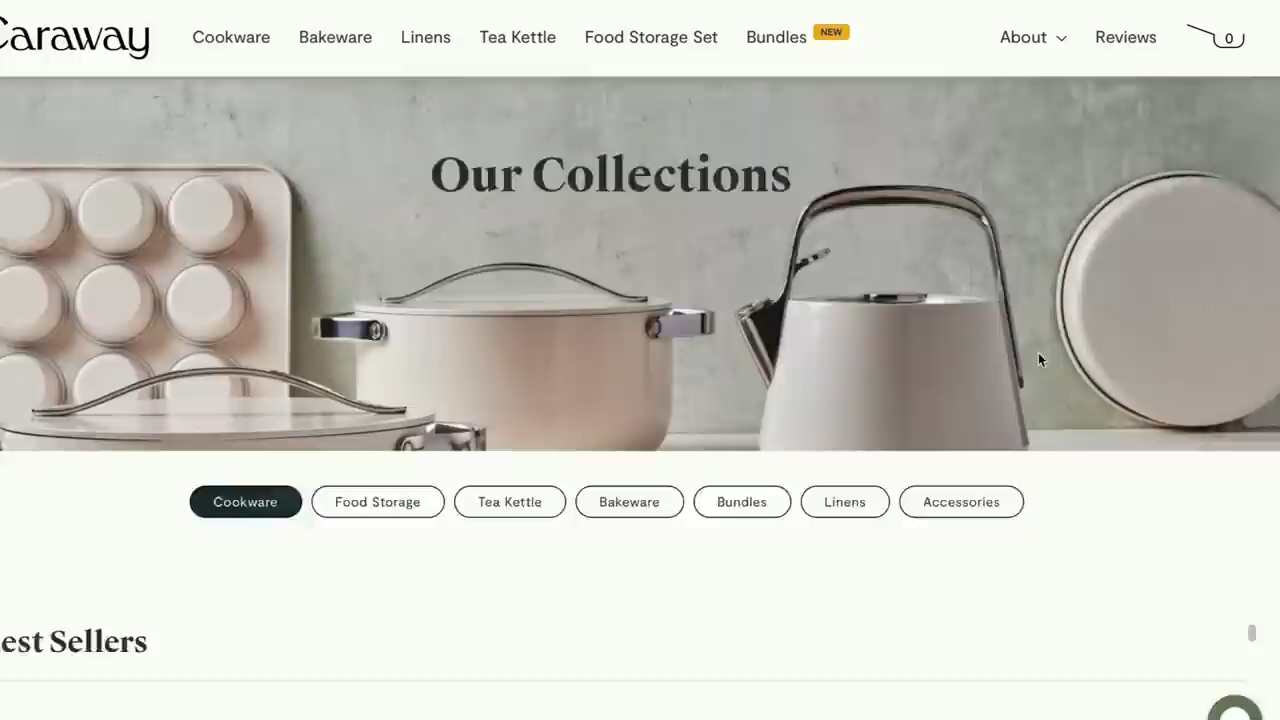 Caraway
Cookware Bakeware Linens Tea Kettle Food Storage Set Bundles NEW About Reviews 0
Our Collections
Cookware Food Storage Tea Kettle Bakeware Bundles Linens Accessories
est Sellers